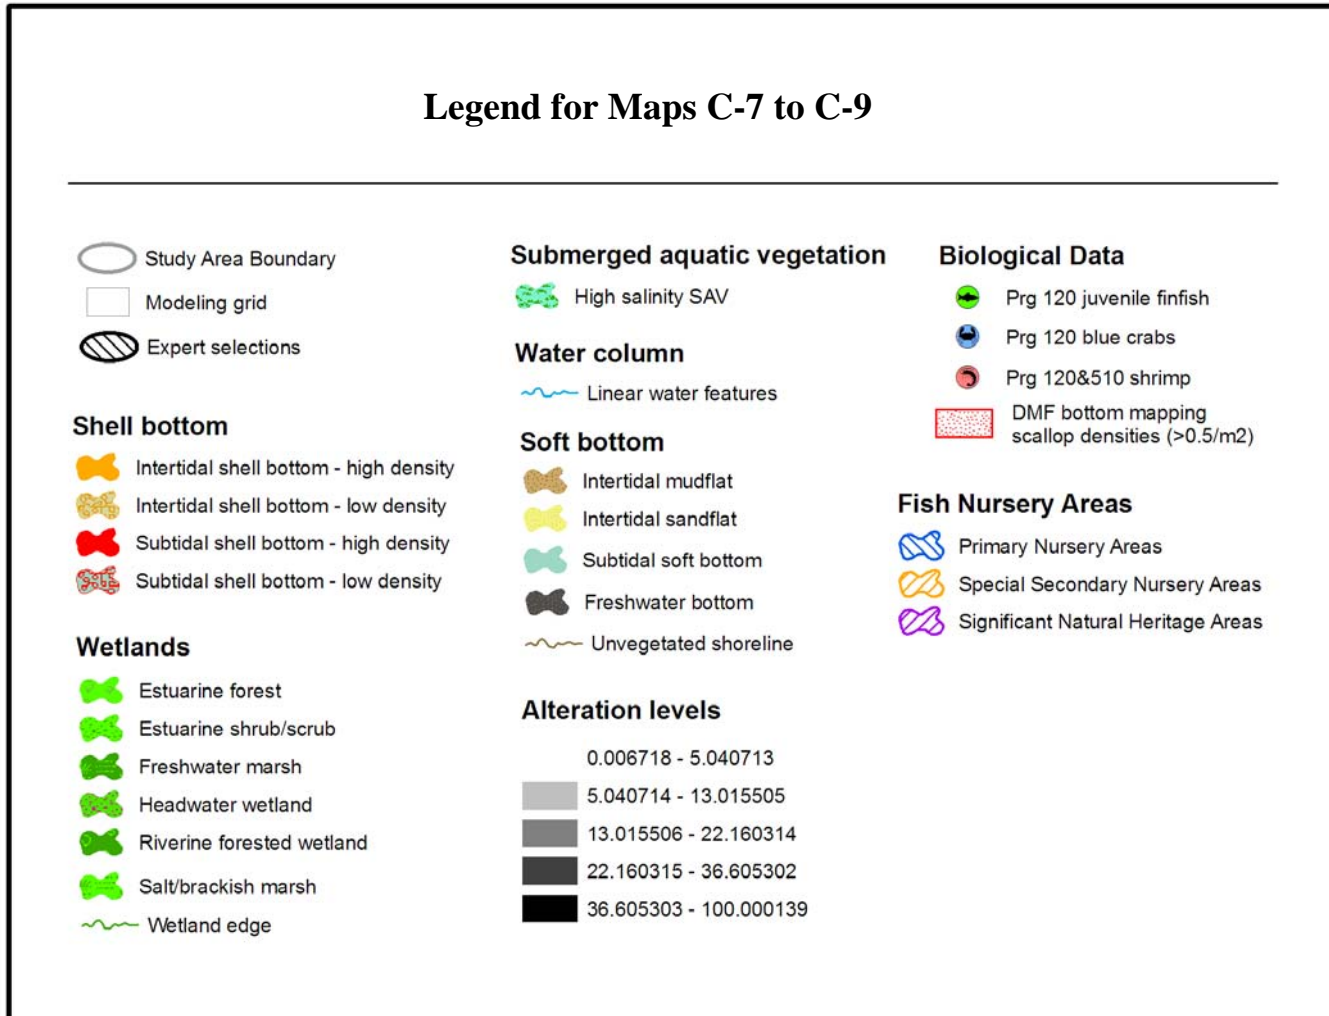 Legend for Maps C-7 to C-9
Study Area Boundary
Modeling grid
Expert selections
Shell bottom
Intertidal shell bottom - high density
Intertidal shell bottom - low density
Subtidal shell bottom - high density
Subtidal shell bottom - low density
Wetlands
Estuarine forest
Estuarine shrub/scrub
Freshwater marsh
Headwater wetland
Riverine forested wetland
Salt/brackish marsh
Wetland edge
Submerged aquatic vegetation
High salinity SAV
Water column
Linear water features
Soft bottom
Intertidal mudflat
Intertidal sandflat
Subtidal soft bottom
Freshwater bottom
Unvegetated shoreline
Alteration levels
0.006718 - 5.040713
5.040714 - 13.015505
13.015506 - 22.160314
22.160315 - 36.605302
36.605303 - 100.000139
Biological Data
Prg 120 juvenile finfish
Prg 120 blue crabs
Prg 120&510 shrimp
DMF bottom mapping
scallop densities (>0.5/m2)
Fish Nursery Areas
Primary Nursery Areas
Special Secondary Nursery Areas
Significant Natural Heritage Areas